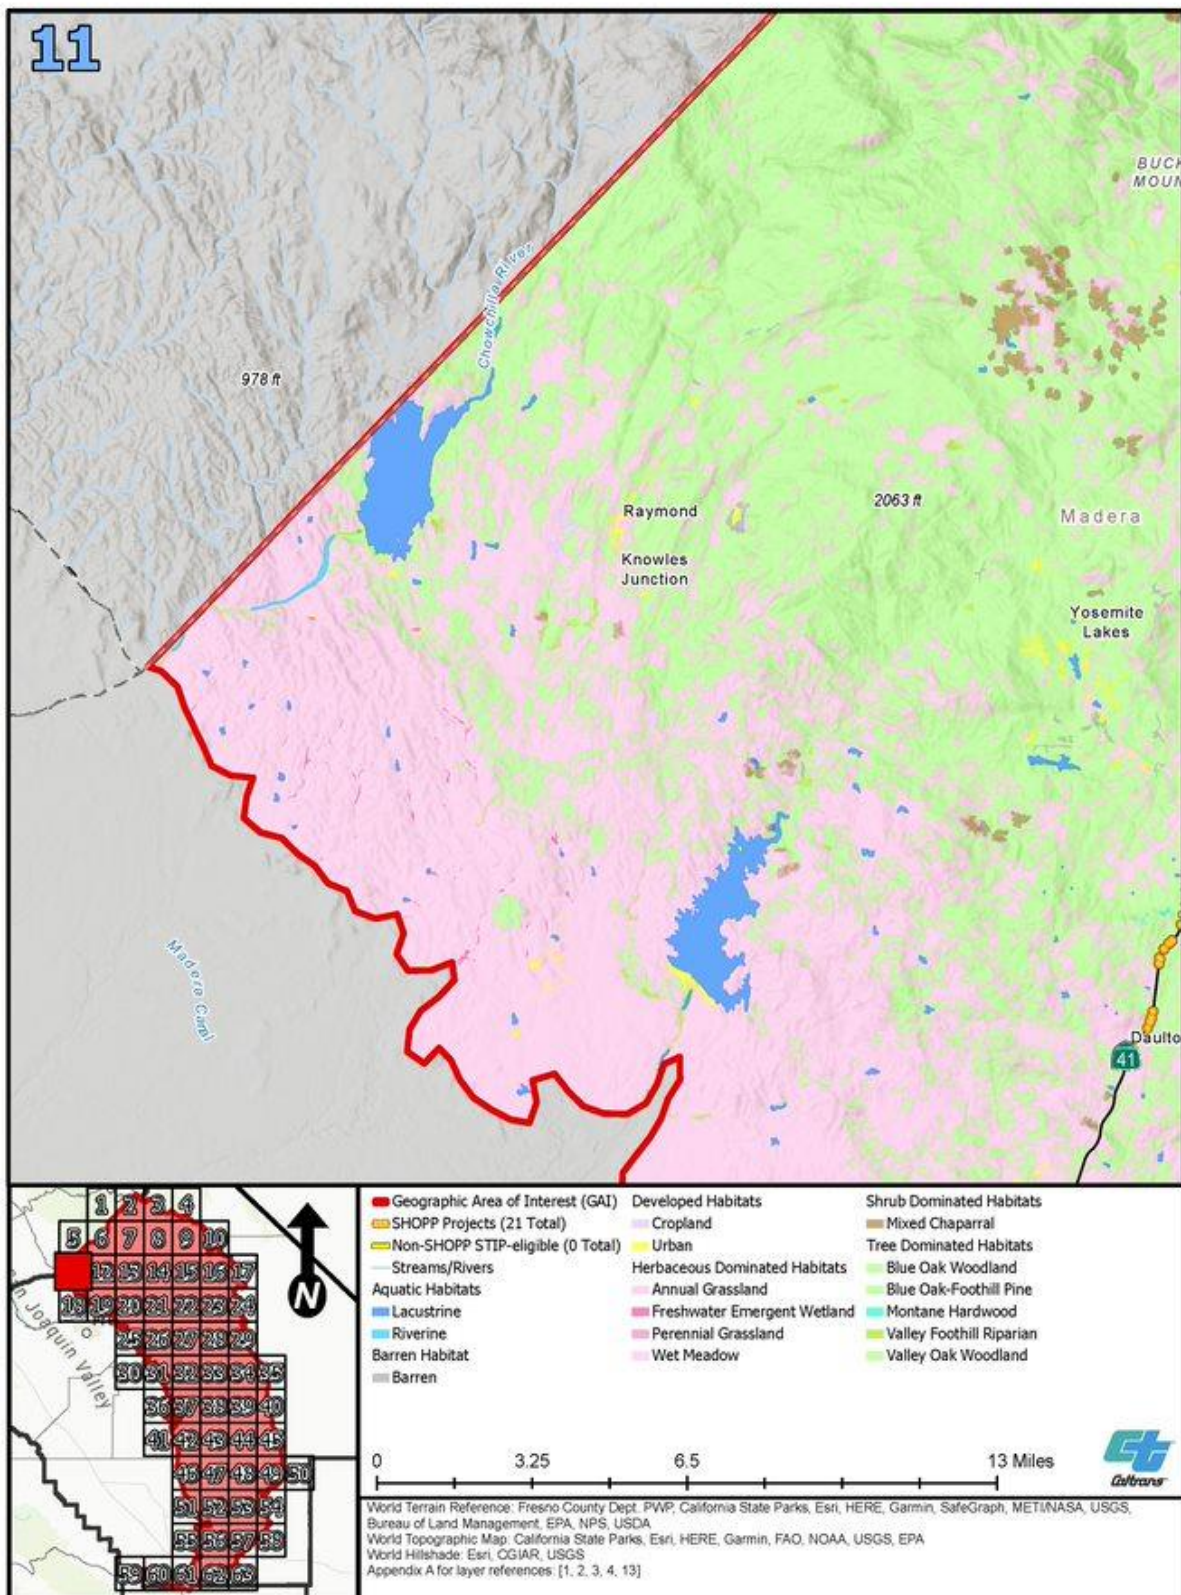 11
BUCK
MOUN
Chowchilla River
978 ft
2063 ft
Raymond
Madera
Knowles
Junction
Yosemite
Lakes
Madera Canal
Daulto
41
1 2 3 4
5 6 7 8 9 10
12 13 14 15 16 17
18 19 20 21 22 23 24
25 26 27 28 29
30 31 32 33 34 35
36 37 38 39 40
41 42 43 44 45
46 47 48 49 50
51 52 53 54
55 56 57 58
59 60 61 62 63
n Joaquin Valley
N
Geographic Area of Interest (GAI)
SHOPP Projects (21 Total)
Non-SHOPP STIP-eligible (0 Total)
Streams/Rivers
Aquatic Habitats
Lacustrine
Riverine
Barren Habitat
Barren
Developed Habitats
Cropland
Urban
Herbaceous Dominated Habitats
Annual Grassland
Freshwater Emergent Wetland
Perennial Grassland
Wet Meadow
Shrub Dominated Habitats
Mixed Chaparral
Tree Dominated Habitats
Blue Oak Woodland
Blue Oak-Foothill Pine
Montane Hardwood
Valley Foothill Riparian
Valley Oak Woodland
0 3.25 6.5 13 Miles
Caltrans
World Terrain Reference: Fresno County Dept. PWP, California State Parks, Esri, HERE, Garmin, SafeGraph, METI/NASA, USGS,
Bureau of Land Management, EPA, NPS, USDA
World Topographic Map: California State Parks, Esri, HERE, Garmin, FAO, NOAA, USGS, EPA
World Hillshade: Esri, CGIAR, USGS
Appendix A for layer references: [1, 2, 3, 4, 13]